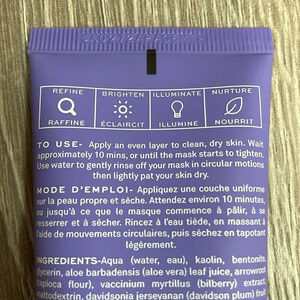 REFINE BRIGHTEN ILLUMINATE NURTURE
RAFFINE ÉCLAIRCIT ILLUMINE NOURRIT
TO USE- Apply an even layer to clean, dry skin. Wait
approximately 10 mins, or until the mask starts to tighten.
Use water to gently rinse off mask in circular motions
then lightly pat your skin dry.
MODE D'EMPLOI- Appliquez une couche uniforme
sur la peau propre et sèche. Attendez environ 10 minutes,
ou jusqu'à ce que le masque commence à pâlir, à se
resserrer et à sécher. Rincez à l'eau tiède, en massant à
l'aide de mouvements circulaires, puis séchez en tapotant
légèrement.
INGREDIENTS-Aqua (water, eau), kaolin, bentonite,
glycerin, aloe barbadensis (aloe vera) leaf juice, arrowroot
(tapioca flour), vaccinium myrtillus (bilberry) extract,
maltodextrin, davidsonia jerseyana (davidson plum) fruit